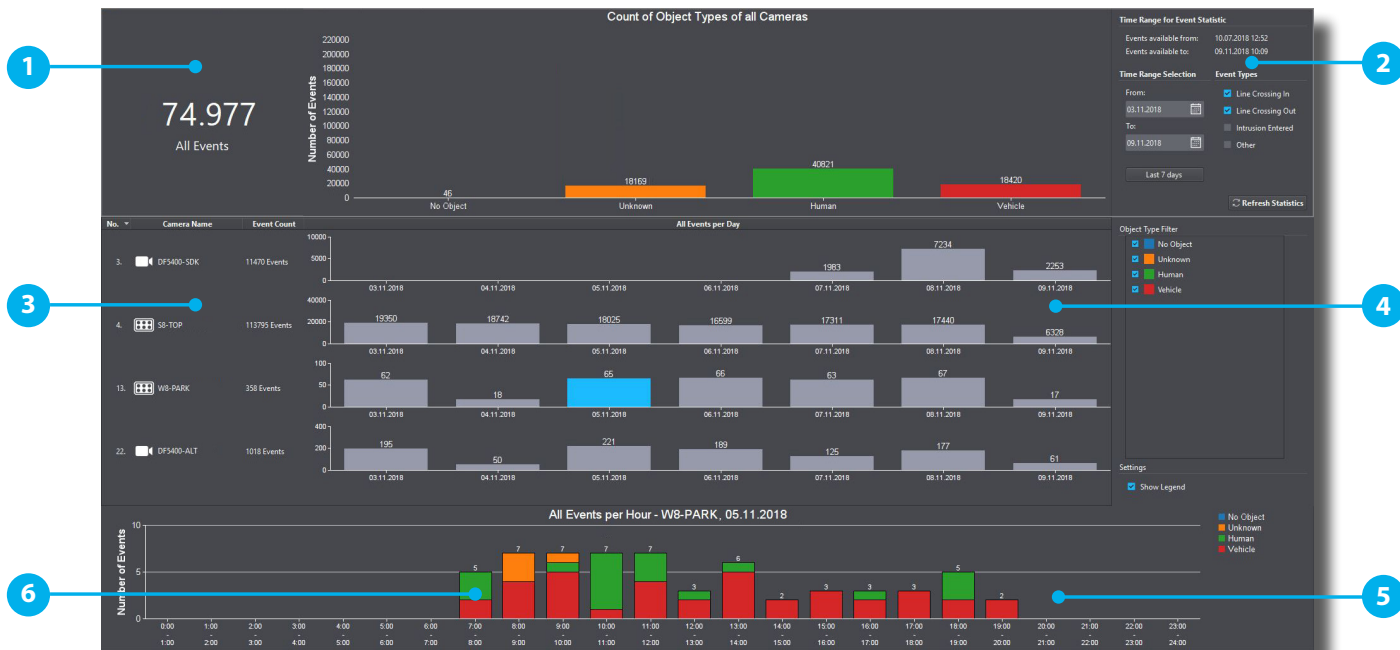 Count of Object Types of all Cameras
1
74.977
All Events
Number of Events
220000
200000
180000
160000
140000
120000
100000
80000
60000
40000
20000
0
46
18169
40821
18420
No Object
Unknown
Human
Vehicle
Time Range for Event Statistic
Events available from: 10.07.2018 12:52
Events available to: 09.11.2018 10:09
2
Time Range Selection
Event Types
From:
03.11.2018
To:
09.11.2018
Last 7 days
Line Crossing In
Line Crossing Out
Intrusion Entered
Other
Refresh Statistics
No. Camera Name Event Count All Events per Day
3
3. DF5400-SDK 11470 Events
10000
5000
0
1983 7234 2253
03.11.2018 04.11.2018 05.11.2018 06.11.2018 07.11.2018 08.11.2018 09.11.2018
4. S8-TOP 113795 Events
40000
20000
0
19350 18742 18025 16599 17311 17440 6328
03.11.2018 04.11.2018 05.11.2018 06.11.2018 07.11.2018 08.11.2018 09.11.2018
13. W8-PARK 358 Events
100
50
0
62 18 65 66 63 67 17
03.11.2018 04.11.2018 05.11.2018 06.11.2018 07.11.2018 08.11.2018 09.11.2018
22. DF5400-ALT 1018 Events
400
200
0
195 50 221 189 125 177 61
03.11.2018 04.11.2018 05.11.2018 06.11.2018 07.11.2018 08.11.2018 09.11.2018
Object Type Filter
No Object
Unknown
Human
Vehicle
4
Settings
Show Legend
All Events per Hour - W8-PARK, 05.11.2018
Number of Events
10
5
0
5 7 7 7 7 3 6 2 3 3 3 5 2
0:00 1:00 2:00 3:00 4:00 5:00 6:00 7:00 8:00 9:00 10:00 11:00 12:00 13:00 14:00 15:00 16:00 17:00 18:00 19:00 20:00 21:00 22:00 23:00
- - - - - - - - - - - - - - - - - - - - - - - -
1:00 2:00 3:00 4:00 5:00 6:00 7:00 8:00 9:00 10:00 11:00 12:00 13:00 14:00 15:00 16:00 17:00 18:00 19:00 20:00 21:00 22:00 23:00 24:00
No Object
Unknown
Human
Vehicle
6
5